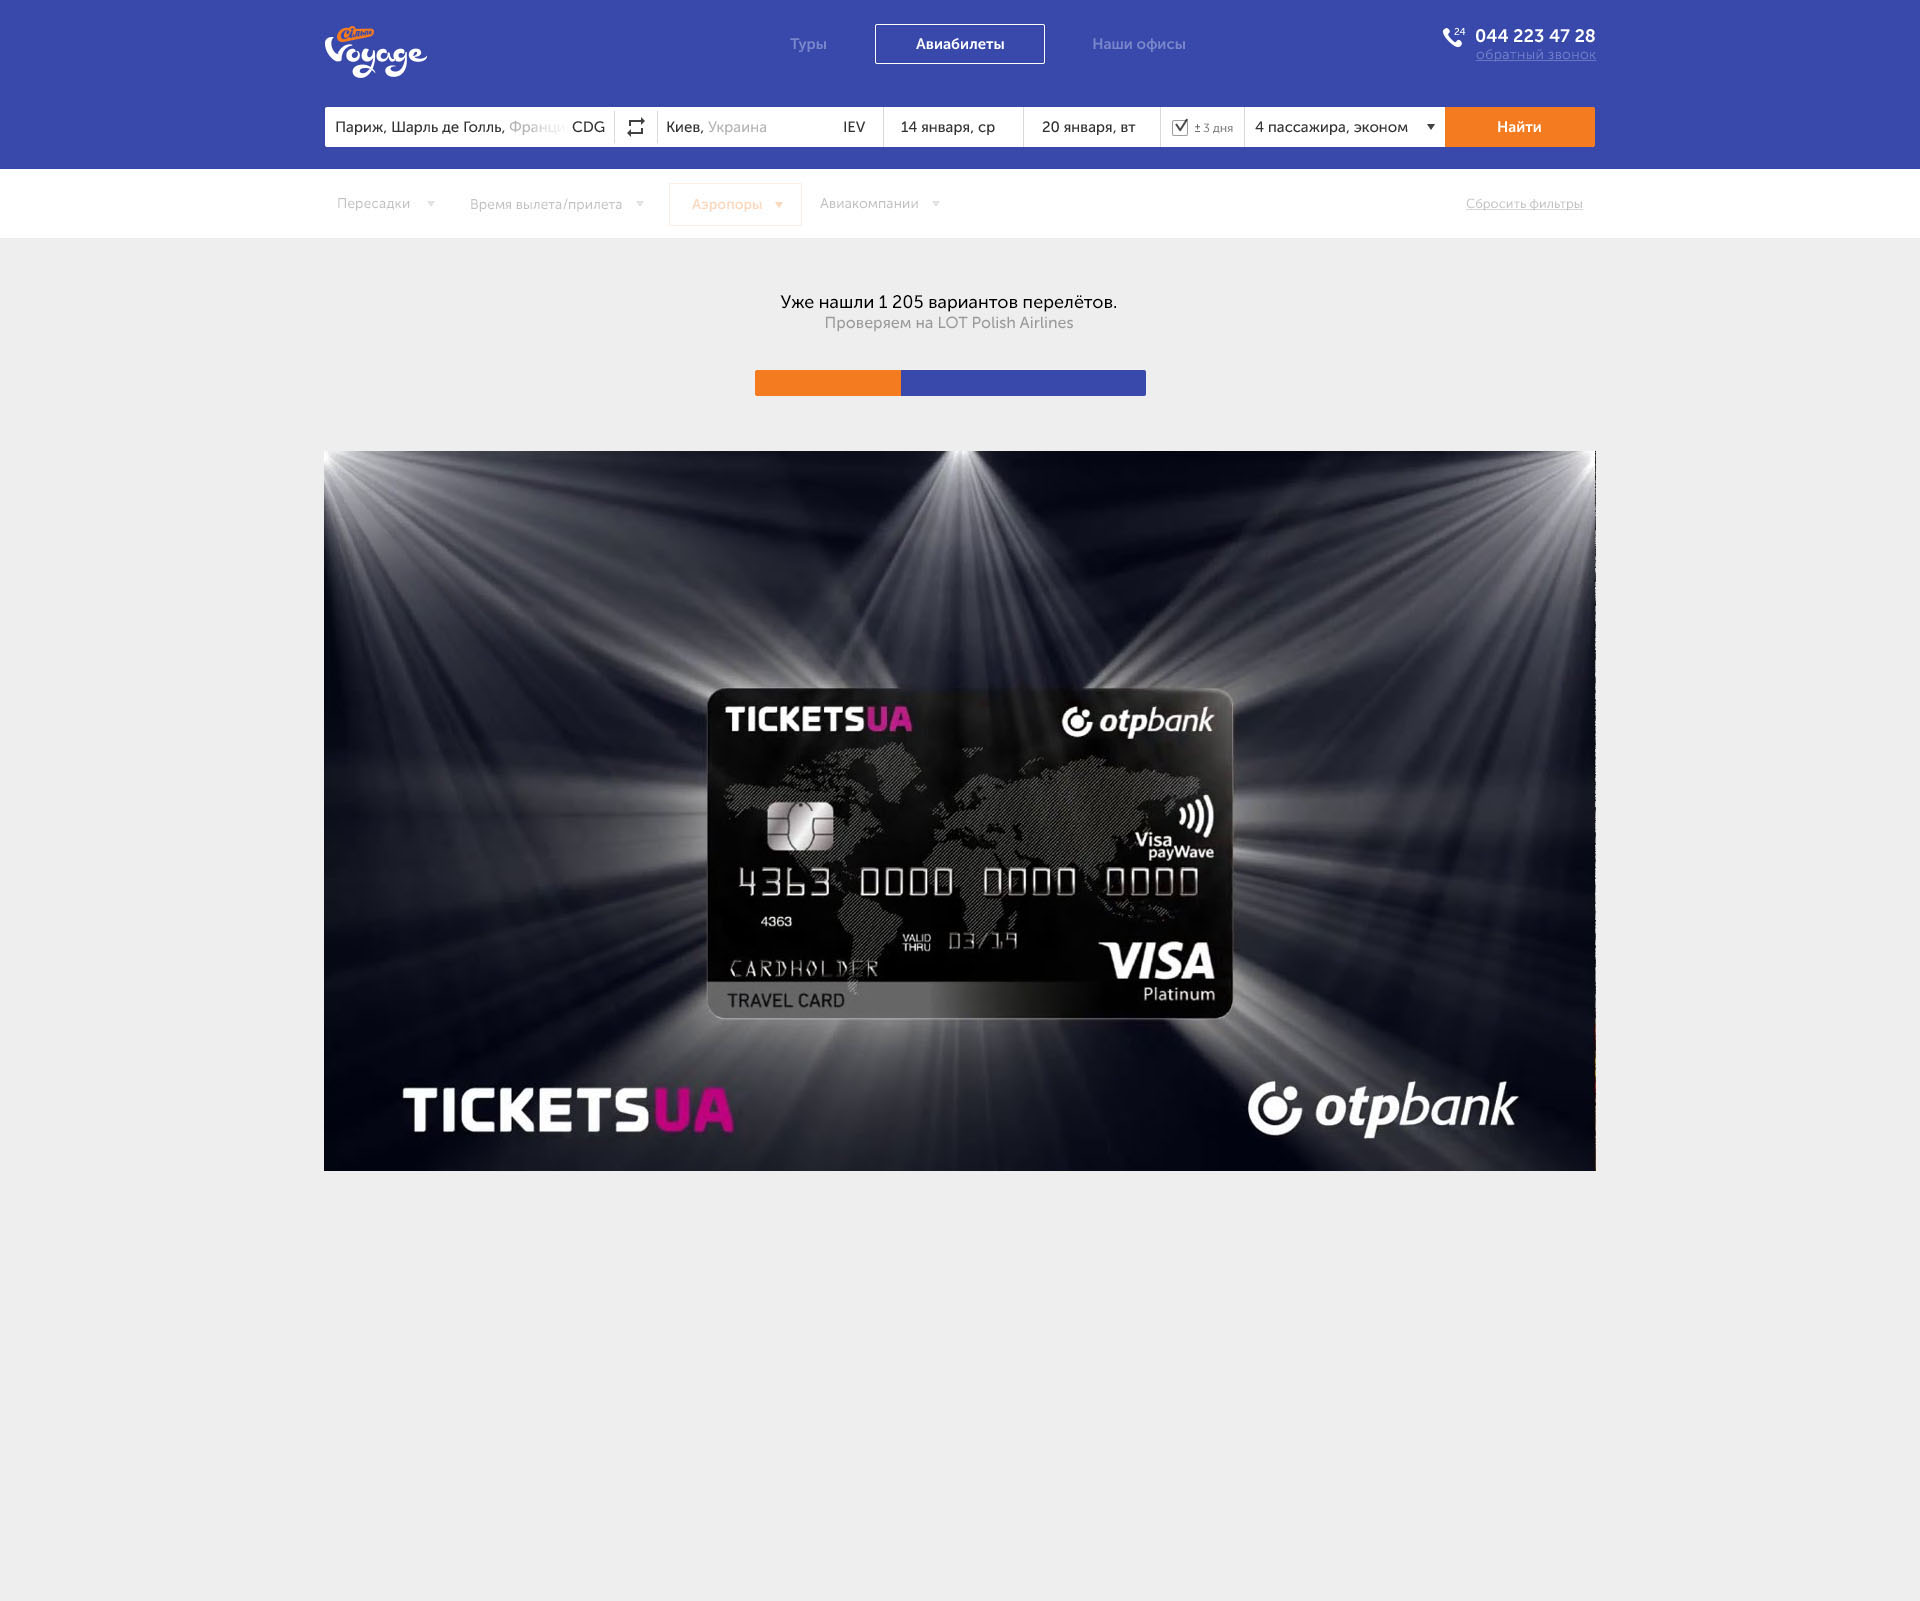 Сільпо
Voyage
Туры
Авиабилеты
Наши офисы
24
044 223 47 28
обратный звонок
Париж, Шарль де Голль, Франци CDG
Киев, Украина IEV
14 января, ср
20 января, вт
± 3 дня
4 пассажира, эконом
Найти
Пересадки
Время вылета/прилета
Аэропоры
Авиакомпании
Сбросить фильтры
Уже нашли 1 205 вариантов перелётов.
Проверяем на LOT Polish Airlines
TICKETSUA
otpbank
Visa
payWave
4363 0000 0000 0000
4363
VALID
THRU
03/19
CARDHOLDER
VISA
Platinum
TRAVEL CARD
TICKETSUA
otpbank